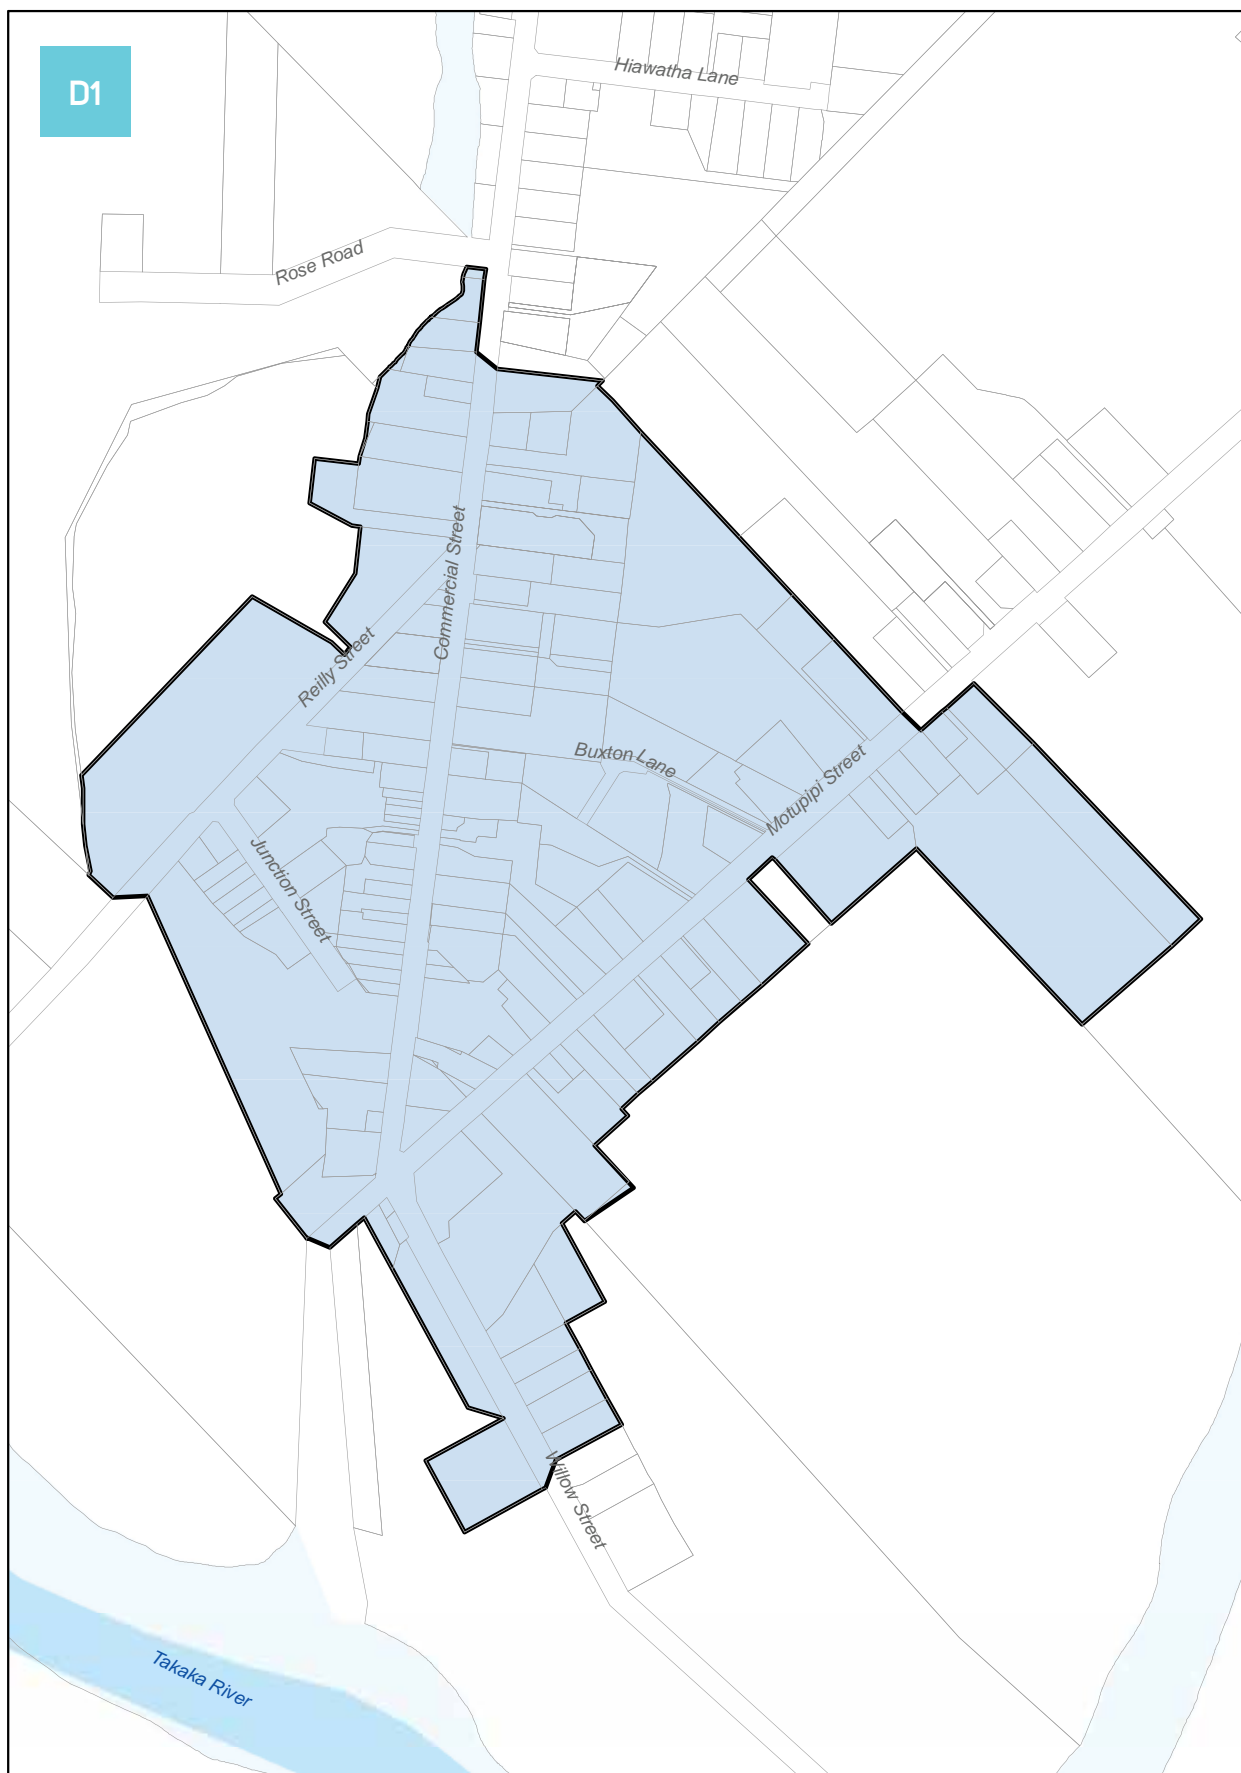 D1
Hiawatha Lane
Rose Road
Commercial Street
Reilly Street
Buxton Lane
Motupipi Street
Junction Street
Willow Street
Takaka River